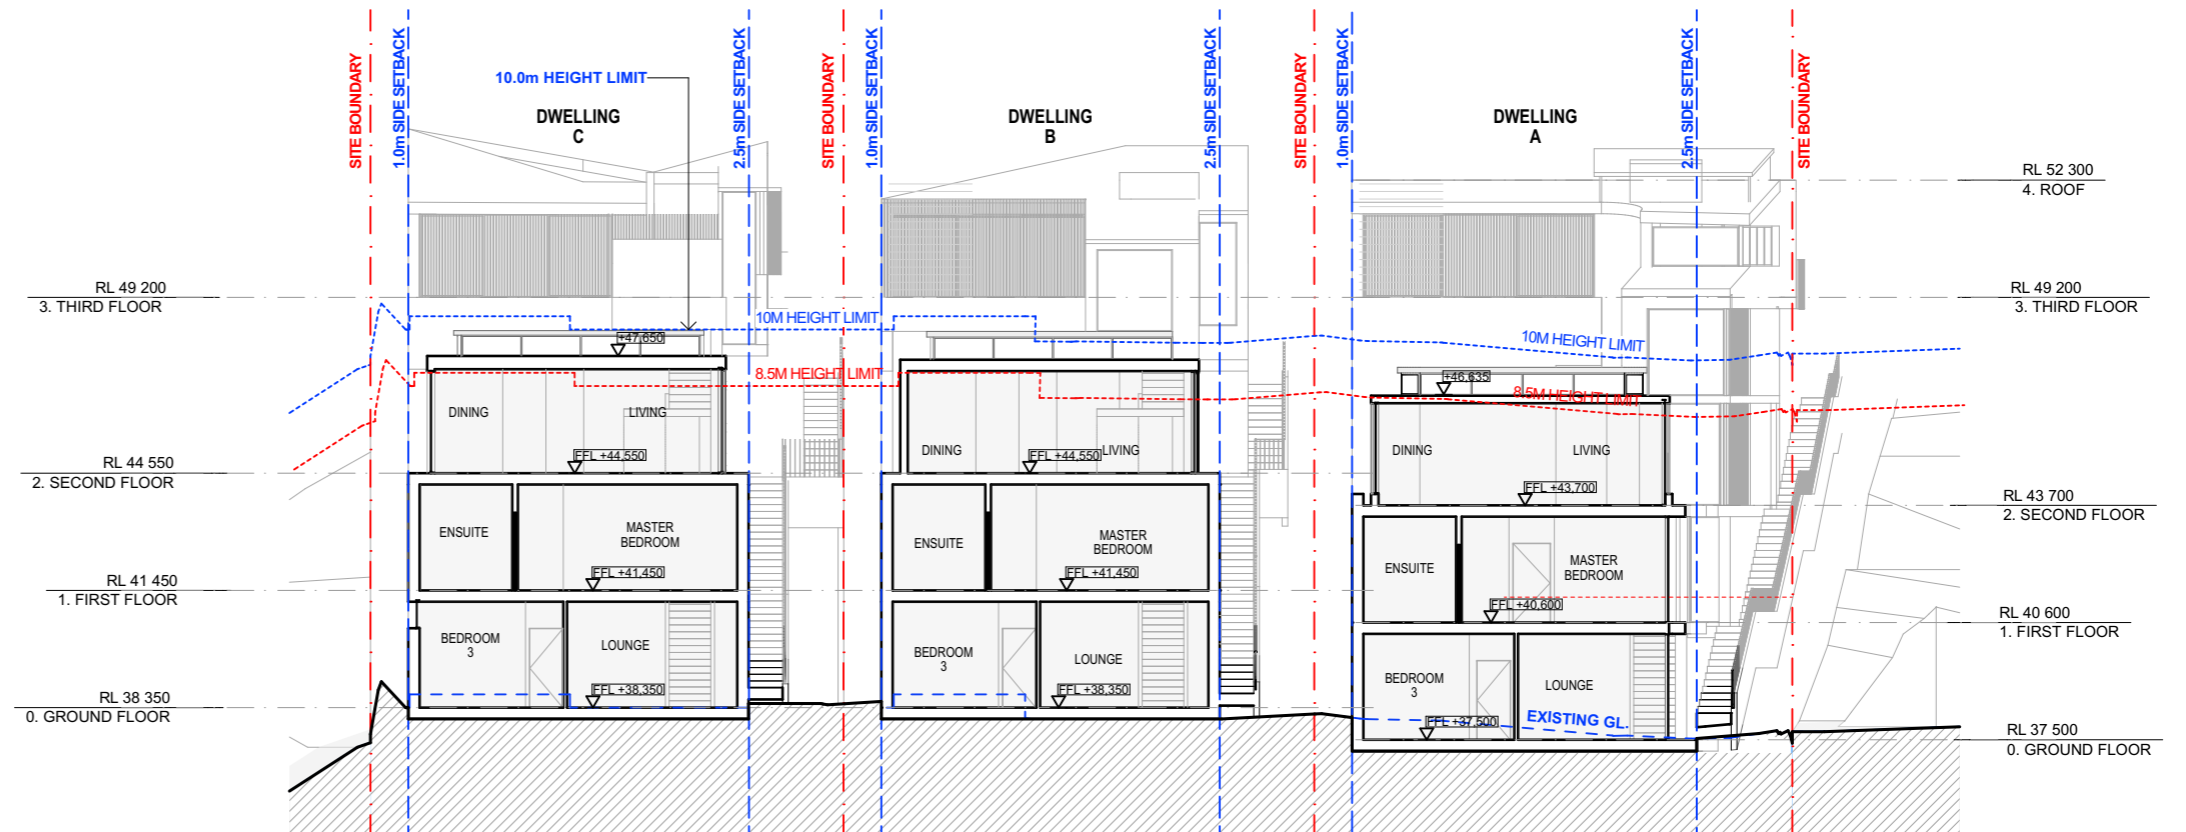 SITE BOUNDARY
1.0m SIDE SETBACK
10.0m HEIGHT LIMIT
DWELLING
C
2.5m SIDE SETBACK
SITE BOUNDARY
1.0m SIDE SETBACK
DWELLING
B
2.5m SIDE SETBACK
SITE BOUNDARY
1.0m SIDE SETBACK
DWELLING
A
2.5m SIDE SETBACK
SITE BOUNDARY
RL 52 300
4. ROOF
RL 49 200
3. THIRD FLOOR
RL 49 200
3. THIRD FLOOR
10M HEIGHT LIMIT
10M HEIGHT LIMIT
+47,650
8.5M HEIGHT LIMIT
+46,635
8.5M HEIGHT LIMIT
DINING
LIVING
FFL +44,550
DINING
LIVING
FFL +44,550
DINING
LIVING
FFL +43,700
RL 44 550
2. SECOND FLOOR
RL 43 700
2. SECOND FLOOR
ENSUITE
MASTER
BEDROOM
FFL +41,450
ENSUITE
MASTER
BEDROOM
FFL +41,450
ENSUITE
MASTER
BEDROOM
FFL +40,600
RL 41 450
1. FIRST FLOOR
RL 40 600
1. FIRST FLOOR
BEDROOM
3
LOUNGE
FFL +38,350
BEDROOM
3
LOUNGE
FFL +38,350
BEDROOM
3
LOUNGE
FFL +37,500
EXISTING GL.
RL 38 350
0. GROUND FLOOR
RL 37 500
0. GROUND FLOOR